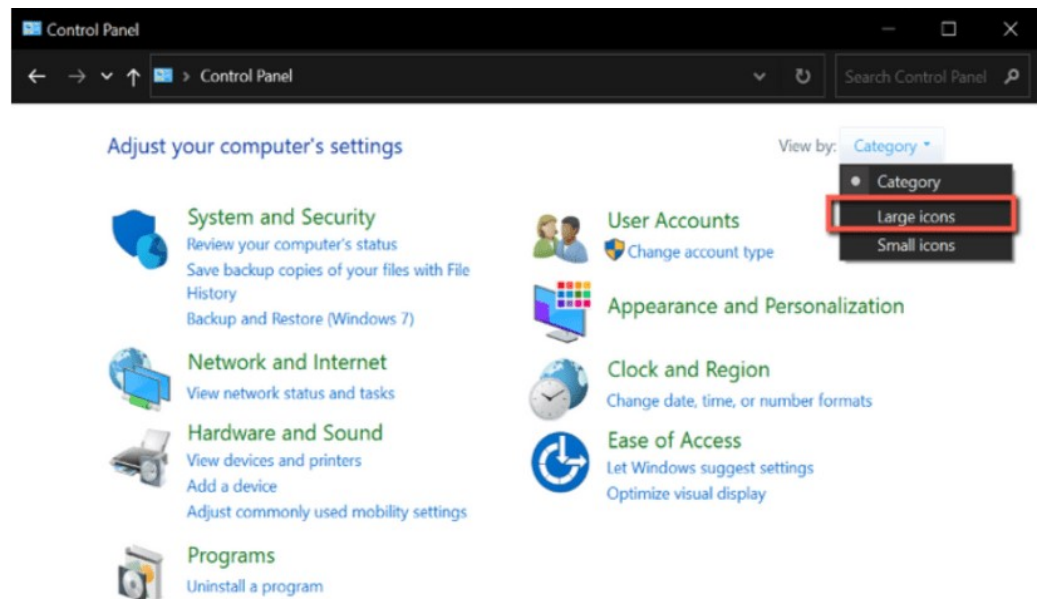 Control Panel
Control Panel
Search Control Panel
Adjust your computer's settings
View by: Category
Category
Large icons
Small icons
System and Security
Review your computer's status
Save backup copies of your files with File
History
Backup and Restore (Windows 7)
Network and Internet
View network status and tasks
Hardware and Sound
View devices and printers
Add a device
Adjust commonly used mobility settings
Programs
Uninstall a program
User Accounts
Change account type
Appearance and Personalization
Clock and Region
Change date, time, or number formats
Ease of Access
Let Windows suggest settings
Optimize visual display